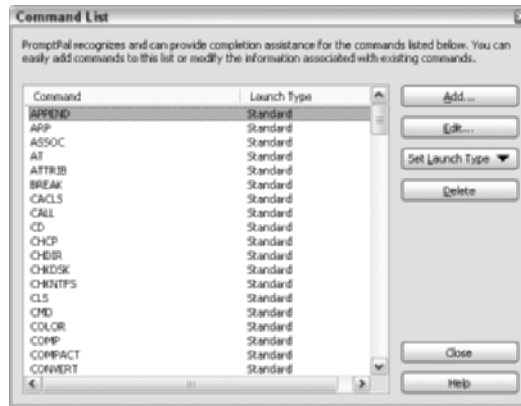 Command List
PromptPal recognizes and can provide completion assistance for the commands listed below. You can
easily add commands to this list or modify the information associated with existing commands.
Command Launch Type
APPEND Standard
ARP Standard
ASSOC Standard
AT Standard
ATTRIB Standard
BREAK Standard
CACLS Standard
CALL Standard
CD Standard
CHCP Standard
CHDIR Standard
CHKDSK Standard
CHKNTFS Standard
CLS Standard
CMD Standard
COLOR Standard
COMP Standard
COMPACT Standard
CONVERT Standard
Add...
Edit...
Set Launch Type
Delete
Close
Help